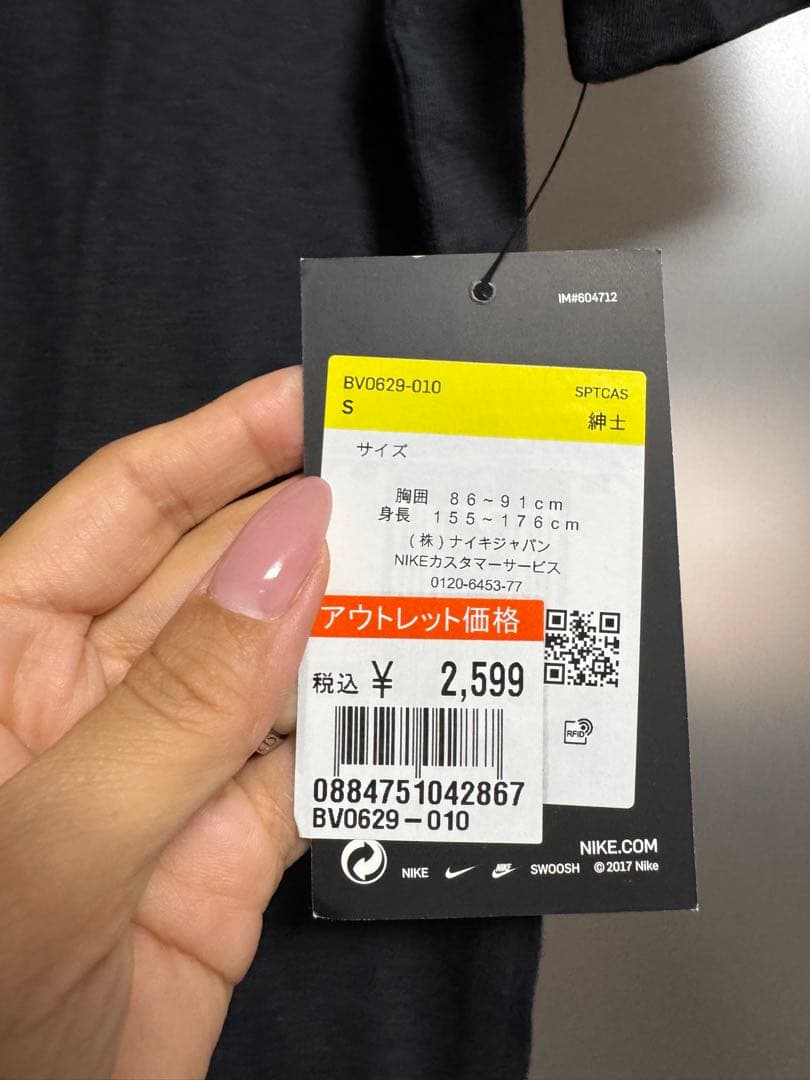 IM#604712
BV0629-010
SPTCAS
S
紳士
サイズ
胸囲 86~91cm
身長 155~176cm
(株)ナイキジャパン
NIKEカスタマーサービス
0120-6453-77
アウトレット価格
税込 ¥ 2,599
RFID
0884751042867
BV0629-010
NIKE.COM
NIKE
NIKE
SWOOSH
©2017 Nike